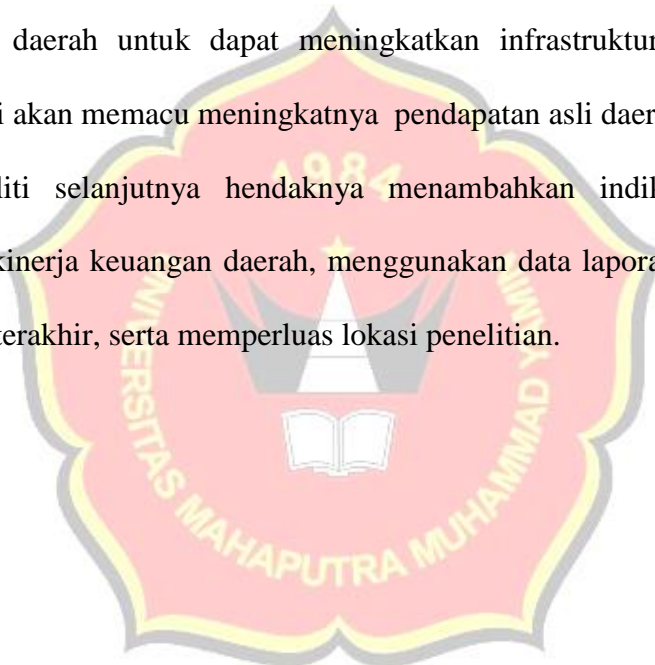 daerah untuk dapat meningkatkan infrastruktur
i akan memacu meningkatnya pendapatan asli daer
liti selanjutnya hendaknya menambahkan indik
kinerja keuangan daerah, menggunakan data lapora
terakhir, serta memperluas lokasi penelitian.
1984
UNIVERSITAS MAHAPUTRA MUHAMMAD YAMIN